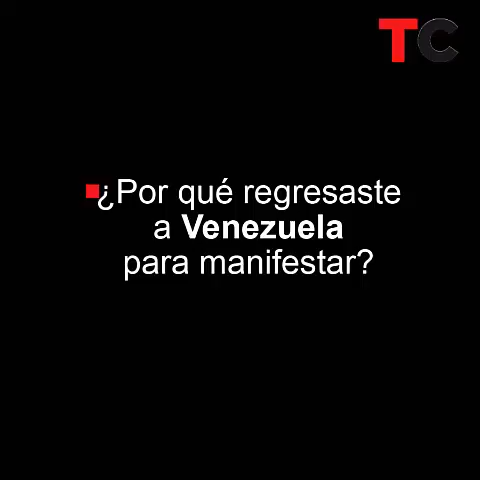 TC
¿Por qué regresaste
a Venezuela
para manifestar?